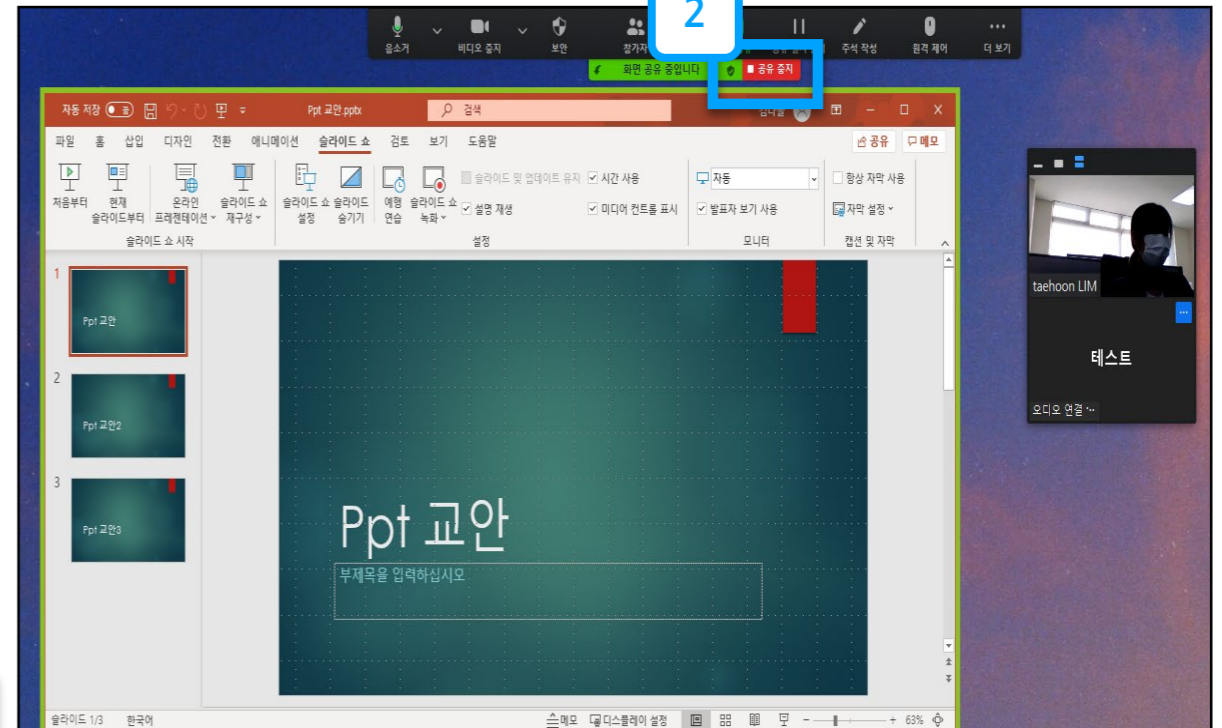 2
음소거 비디오 중지 보안 주석 작성 원격 제어 더 보기
화면 공유 중입니다 공유 중지
자동 저장 Ppt 교안.pptx 검색
파일 홈 삽입 디자인 전환 애니메이션 슬라이드 쇼 검토 보기 도움말 공유 메모
처음부터 현재 슬라이드부터 온라인 프레젠테이션 슬라이드 쇼 재구성
슬라이드 쇼 설정 슬라이드 숨기기 예행 연습 슬라이드 쇼 녹화
슬라이드 및 업데이트 유지 시간 사용
설명 재생 미디어 컨트롤 표시
자동
발표자 보기 사용
항상 자막 사용
자막 설정
슬라이드 쇼 시작 설정 모니터 캡션 및 자막
1
Ppt 교안
2
Ppt 교안2
3
Ppt 교안3
Ppt 교안
부제목을 입력하십시오
taehoon LIM
테스트
오디오 연결 ...
슬라이드 1/3 한국어 메모 디스플레이 설정 63%